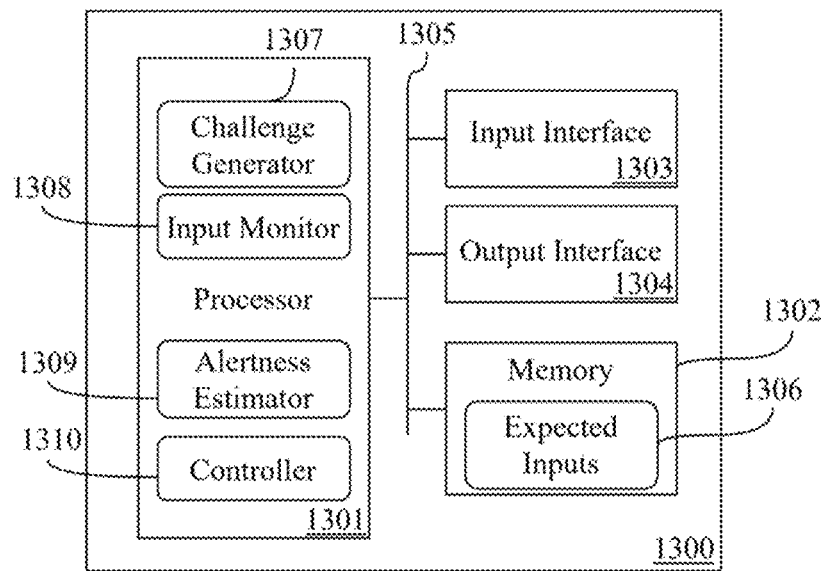 1307
1305
Challenge
Generator
Input Interface
1303
1308
Input Monitor
Output Interface
1304
Processor
1302
1309
Alertness
Estimator
Memory
1306
1310
Expected
Inputs
Controller
1301
1300